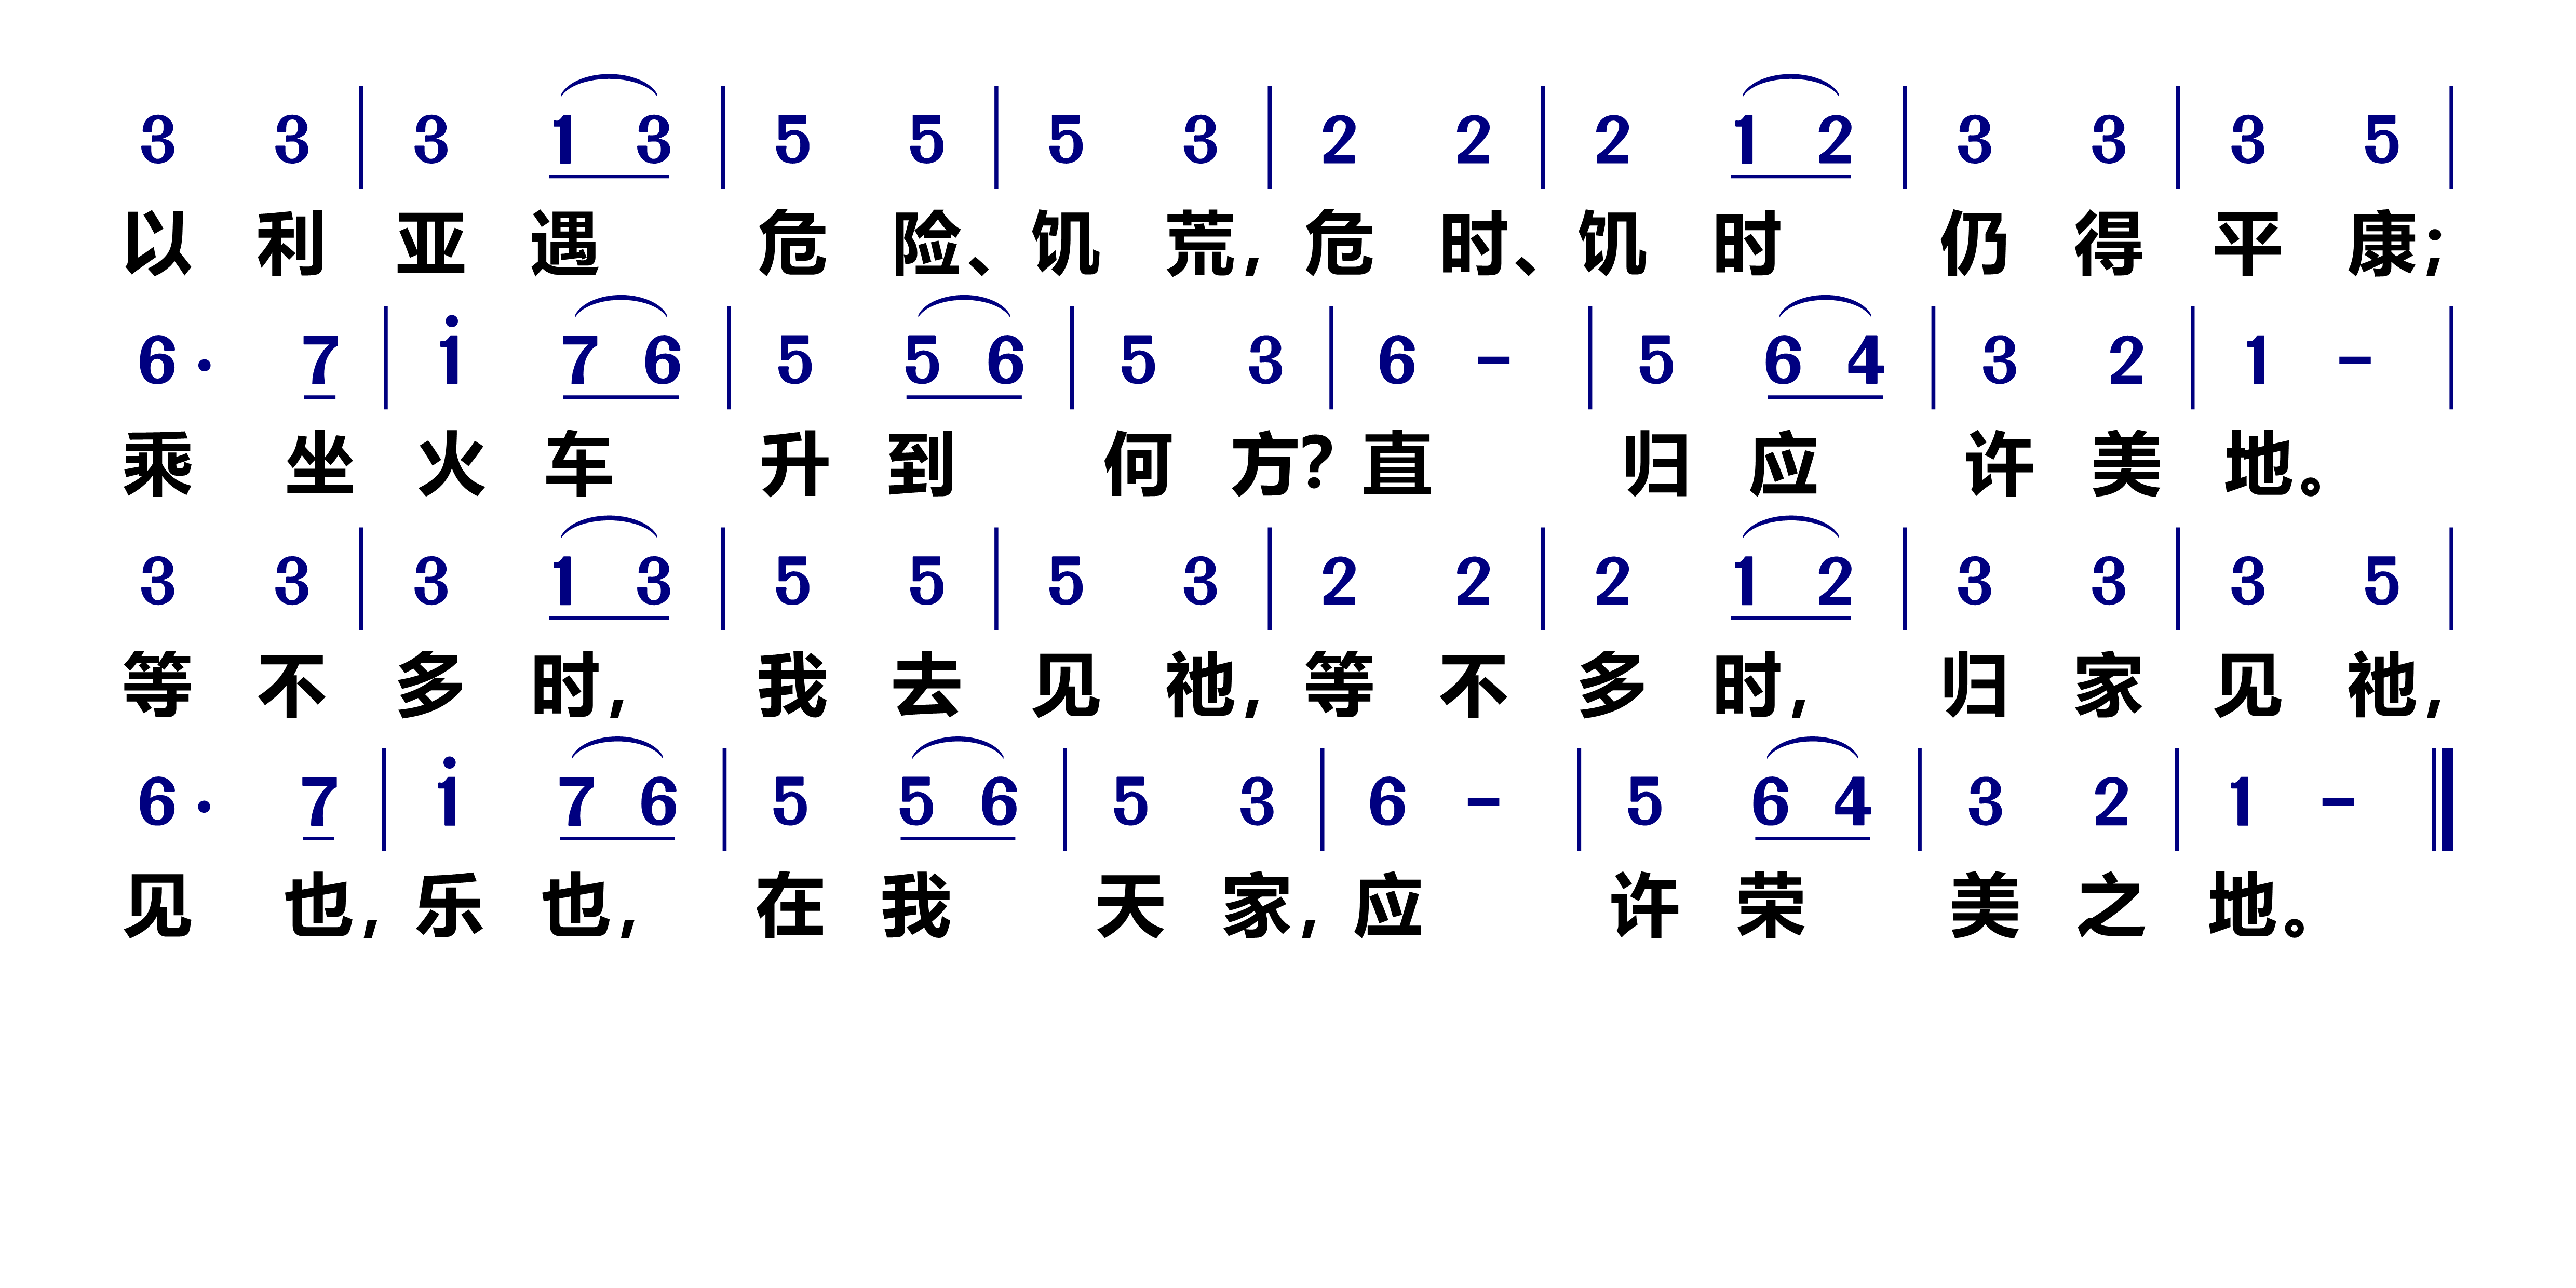 3 3 | 3 1 3 | 5 5 | 5 3 | 2 2 | 2 1 2 | 3 3 | 3 5 |
以利亚遇危险、饥荒，危时、饥时仍得平康；
6· 7 | i 7 6 | 5 5 6 | 5 3 | 6 - | 5 6 4 | 3 2 | 1 - |
乘坐火车升到何方？直归应许美地。
3 3 | 3 1 3 | 5 5 | 5 3 | 2 2 | 2 1 2 | 3 3 | 3 5 |
等不多时，我去见祂，等不多时，归家见祂，
6· 7 | i 7 6 | 5 5 6 | 5 3 | 6 - | 5 6 4 | 3 2 | 1 - ‖
见也，乐也，在我天家，应许荣美之地。